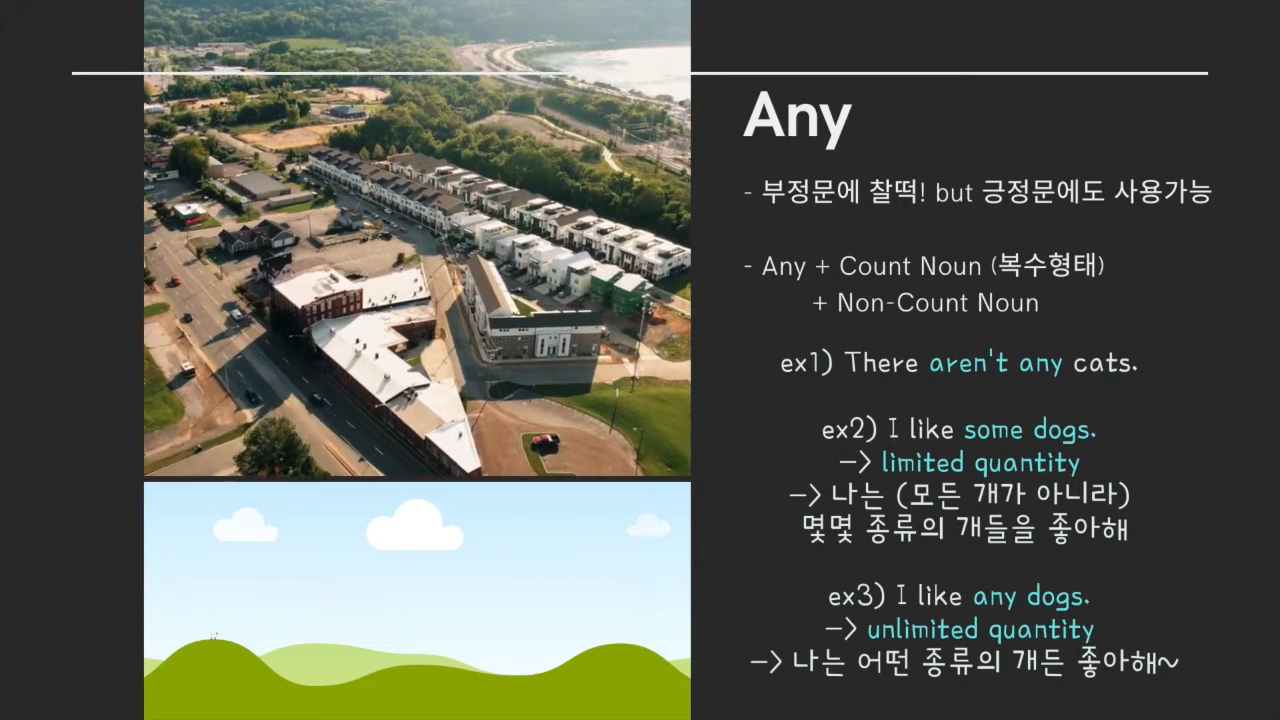 Any
- 부정문에 찰떡! but 긍정문에도 사용가능
- Any + Count Noun (복수형태)
+ Non-Count Noun
ex1) There aren't any cats.
ex2) I like some dogs.
-> limited quantity
-> 나는 (모든 개가 아니라)
몇몇 종류의 개들을 좋아해
ex3) I like any dogs.
-> unlimited quantity
-> 나는 어떤 종류의 개든 좋아해~